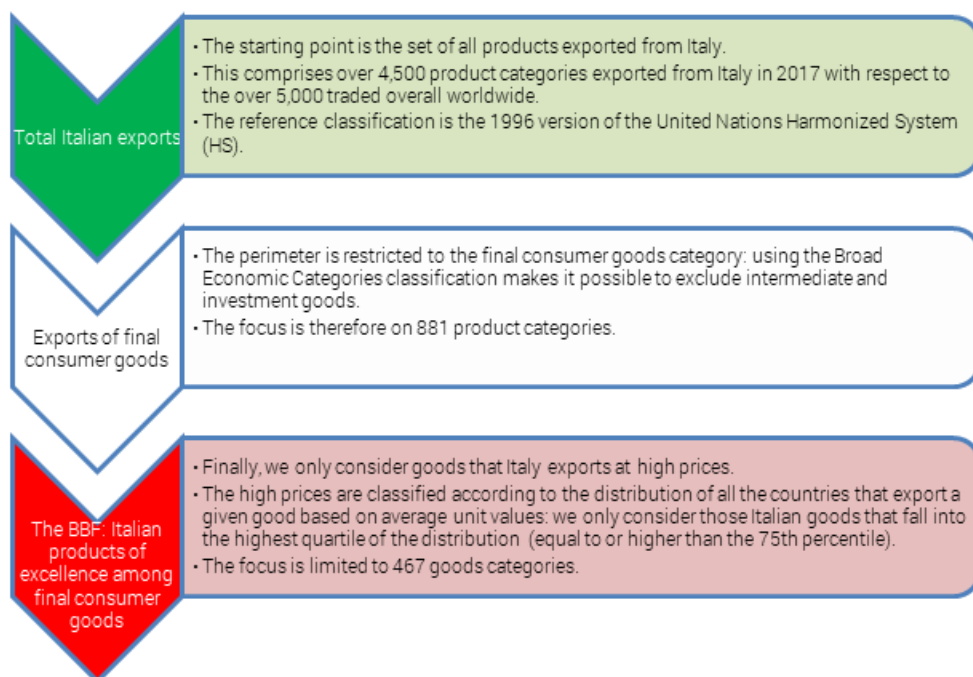 Total Italian exports
· The starting point is the set of all products exported from Italy.
· This comprises over 4,500 product categories exported from Italy in 2017 with respect to
the over 5,000 traded overall worldwide.
· The reference classification is the 1996 version of the United Nations Harmonized System
(HS).
Exports of final
consumer goods
· The perimeter is restricted to the final consumer goods category: using the Broad
Economic Categories classification makes it possible to exclude intermediate and
investment goods.
· The focus is therefore on 881 product categories.
The BBF: Italian
products of
excellence among
final consumer
goods
· Finally, we only consider goods that Italy exports at high prices.
· The high prices are classified according to the distribution of all the countries that export a
given good based on average unit values: we only consider those Italian goods that fall into
the highest quartile of the distribution (equal to or higher than the 75th percentile).
· The focus is limited to 467 goods categories.